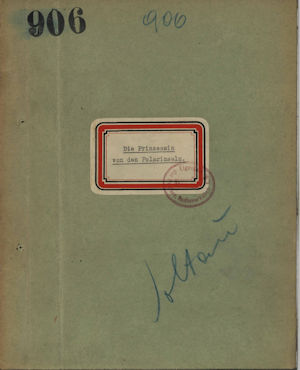 906
906
Die Prinzessin
von den Polarinseln.
Soltau